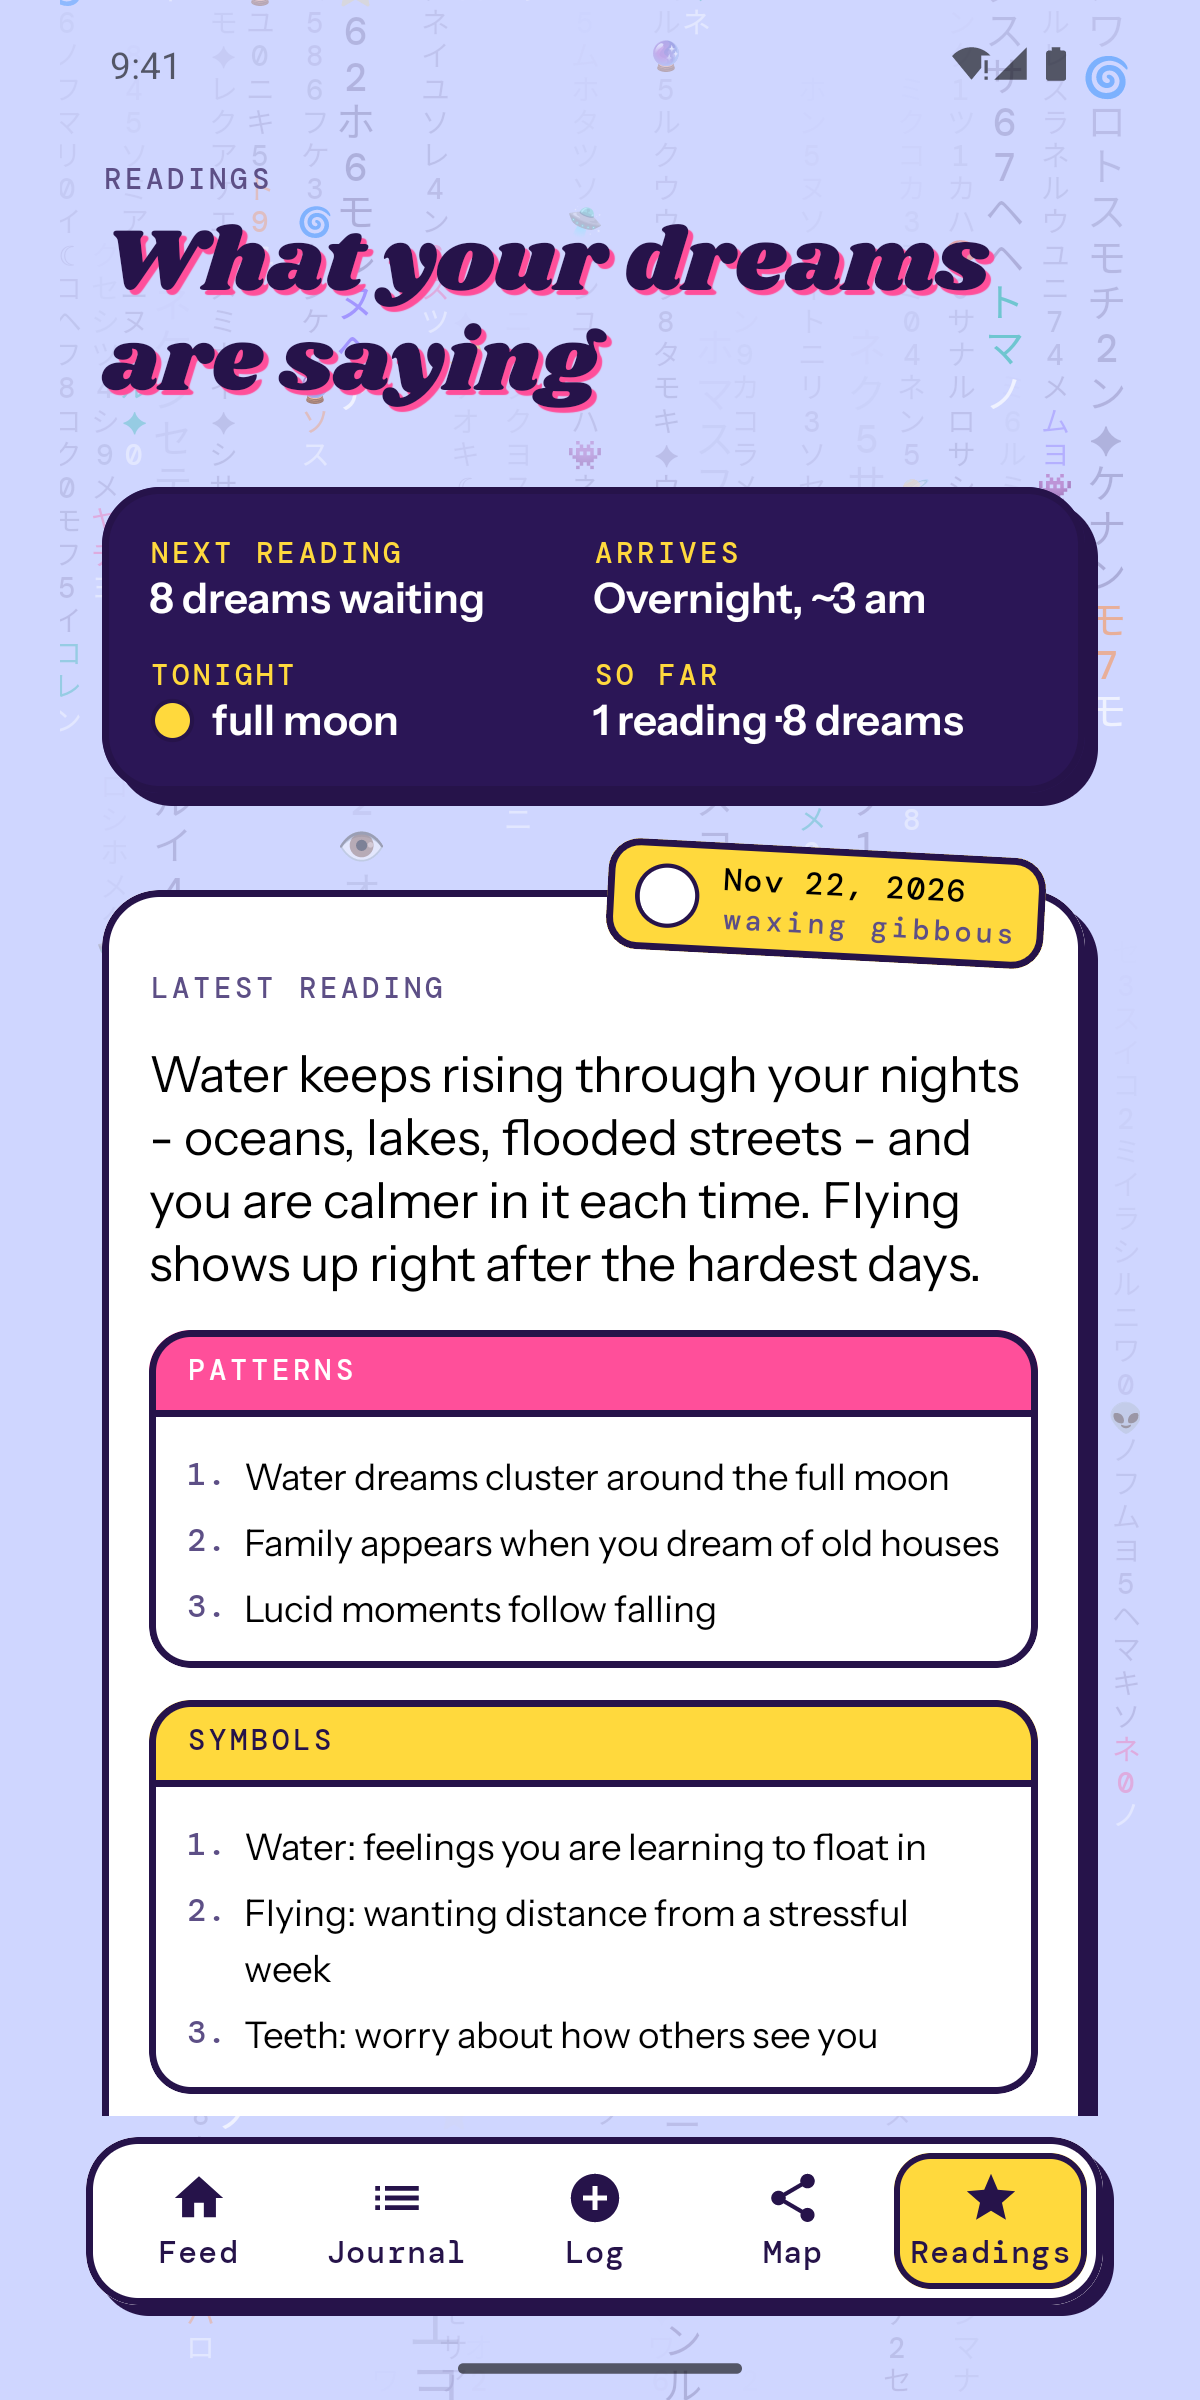 9:41
READINGS
What your dreams
are saying
NEXT READING
8 dreams waiting
ARRIVES
Overnight, ~3 am
TONIGHT
full moon
SO FAR
1 reading · 8 dreams
Nov 22, 2026
waxing gibbous
LATEST READING
Water keeps rising through your nights
- oceans, lakes, flooded streets - and
you are calmer in it each time. Flying
shows up right after the hardest days.
PATTERNS
1. Water dreams cluster around the full moon
2. Family appears when you dream of old houses
3. Lucid moments follow falling
SYMBOLS
1. Water: feelings you are learning to float in
2. Flying: wanting distance from a stressful
week
3. Teeth: worry about how others see you
Feed
Journal
Log
Map
Readings